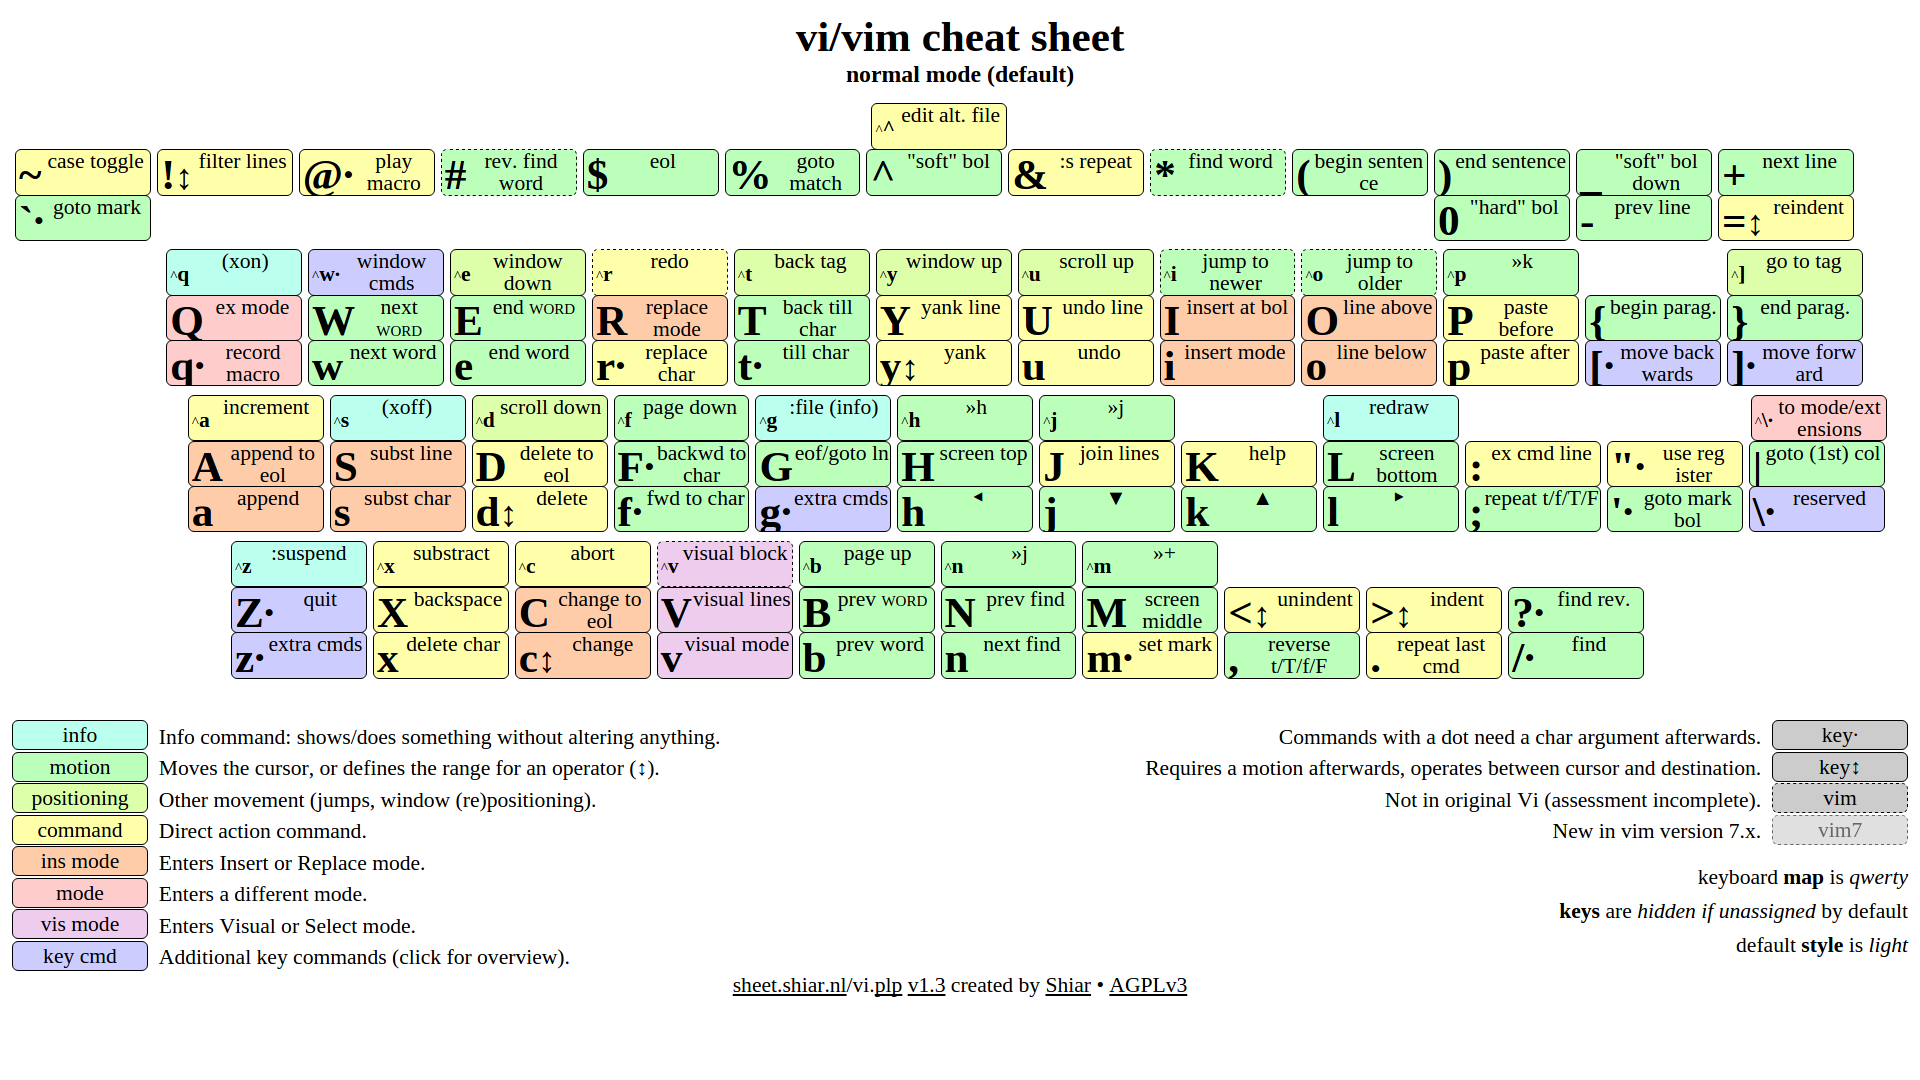 vi/vim cheat sheet
normal mode (default)
^^ edit alt. file
~ case toggle
!↕ filter lines
@· play macro
# rev. find word
$ eol
% goto match
^ "soft" bol
& :s repeat
* find word
( begin senten ce
) end sentence
_ "soft" bol down
+ next line
`· goto mark
0 "hard" bol
- prev line
=↕ reindent
^q (xon)
^w· window cmds
^e window down
^r redo
^t back tag
^y window up
^u scroll up
^i jump to newer
^o jump to older
^p »k
^] go to tag
Q ex mode
W next WORD
E end WORD
R replace mode
T back till char
Y yank line
U undo line
I insert at bol
O line above
P paste before
{ begin parag.
} end parag.
q· record macro
w next word
e end word
r· replace char
t· till char
y↕ yank
u undo
i insert mode
o line below
p paste after
[· move back wards
]· move forw ard
^a increment
^s (xoff)
^d scroll down
^f page down
^g :file (info)
^h »h
^j »j
^l redraw
^\· to mode/ext ensions
A append to eol
S subst line
D delete to eol
F· backwd to char
G eof/goto ln
H screen top
J join lines
K help
L screen bottom
: ex cmd line
"· use reg ister
| goto (1st) col
a append
s subst char
d↕ delete
f· fwd to char
g· extra cmds
h ◂
j ▼
k ▲
l ▸
; repeat t/f/T/F
'· goto mark bol
\· reserved
^z :suspend
^x substract
^c abort
^v visual block
^b page up
^n »j
^m »+
Z· quit
X backspace
C change to eol
V visual lines
B prev WORD
N prev find
M screen middle
<↕ unindent
>↕ indent
?· find rev.
z· extra cmds
x delete char
c↕ change
v visual mode
b prev word
n next find
m· set mark
, reverse t/T/f/F
. repeat last cmd
/· find
info Info command: shows/does something without altering anything.
motion Moves the cursor, or defines the range for an operator (↕).
positioning Other movement (jumps, window (re)positioning).
command Direct action command.
ins mode Enters Insert or Replace mode.
mode Enters a different mode.
vis mode Enters Visual or Select mode.
key cmd Additional key commands (click for overview).
Commands with a dot need a char argument afterwards. key·
Requires a motion afterwards, operates between cursor and destination. key↕
Not in original Vi (assessment incomplete). vim
New in vim version 7.x. vim7
keyboard map is qwerty
keys are hidden if unassigned by default
default style is light
sheet.shiar.nl/vi.plp v1.3 created by Shiar • AGPLv3